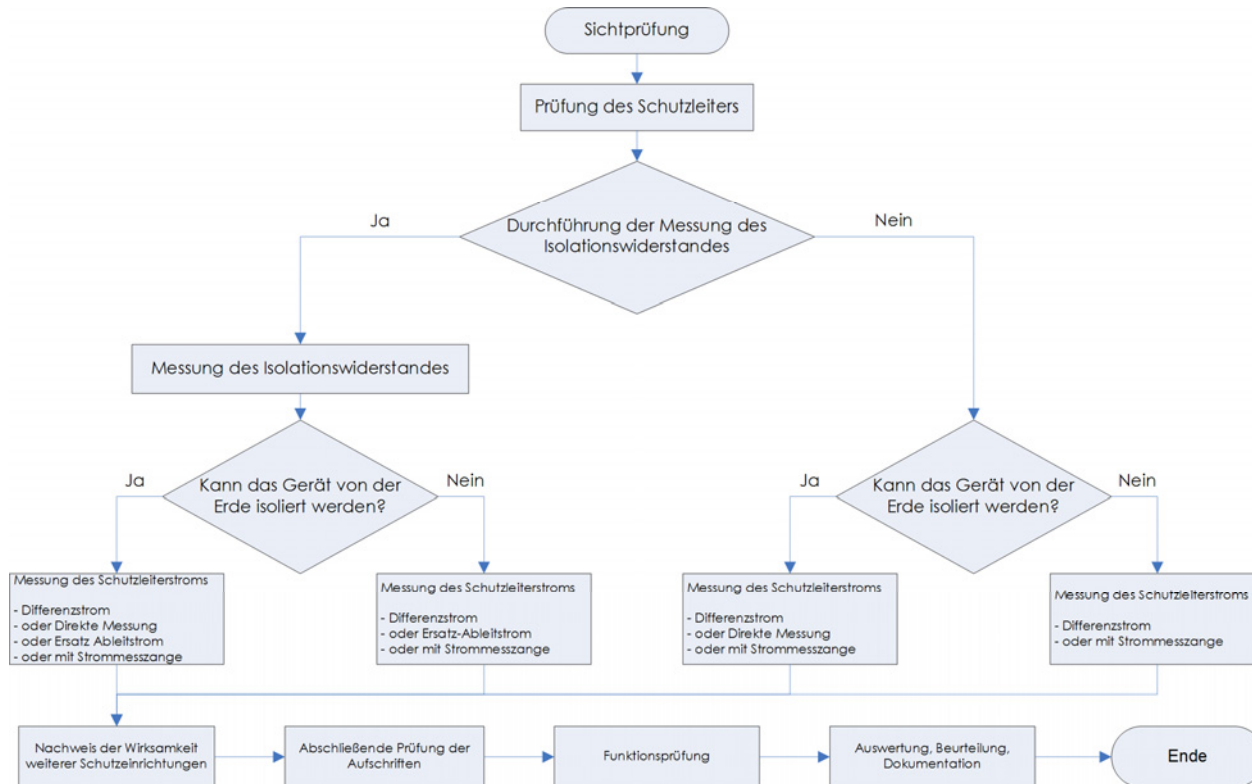 Sichtprüfung
Prüfung des Schutzleiters
Ja
Durchführung der Messung des
Isolationswiderstandes
Nein
Messung des Isolationswiderstandes
Ja
Kann das Gerät von der
Erde isoliert werden?
Nein
Ja
Kann das Gerät von der
Erde isoliert werden?
Nein
Messung des Schutzleiterstroms
- Differenzstrom
- oder Direkte Messung
- oder Ersatz Ableitstrom
- oder mit Strommesszange
Messung des Schutzleiterstroms
- Differenzstrom
- oder Ersatz-Ableitstrom
- oder mit Strommesszange
Messung des Schutzleiterstroms
- Differenzstrom
- oder Direkte Messung
- oder mit Strommesszange
Messung des Schutzleiterstroms
- Differenzstrom
- oder mit Strommesszange
Nachweis der Wirksamkeit
weiterer Schutzeinrichtungen
Abschließende Prüfung der
Aufschriften
Funktionsprüfung
Auswertung, Beurteilung,
Dokumentation
Ende